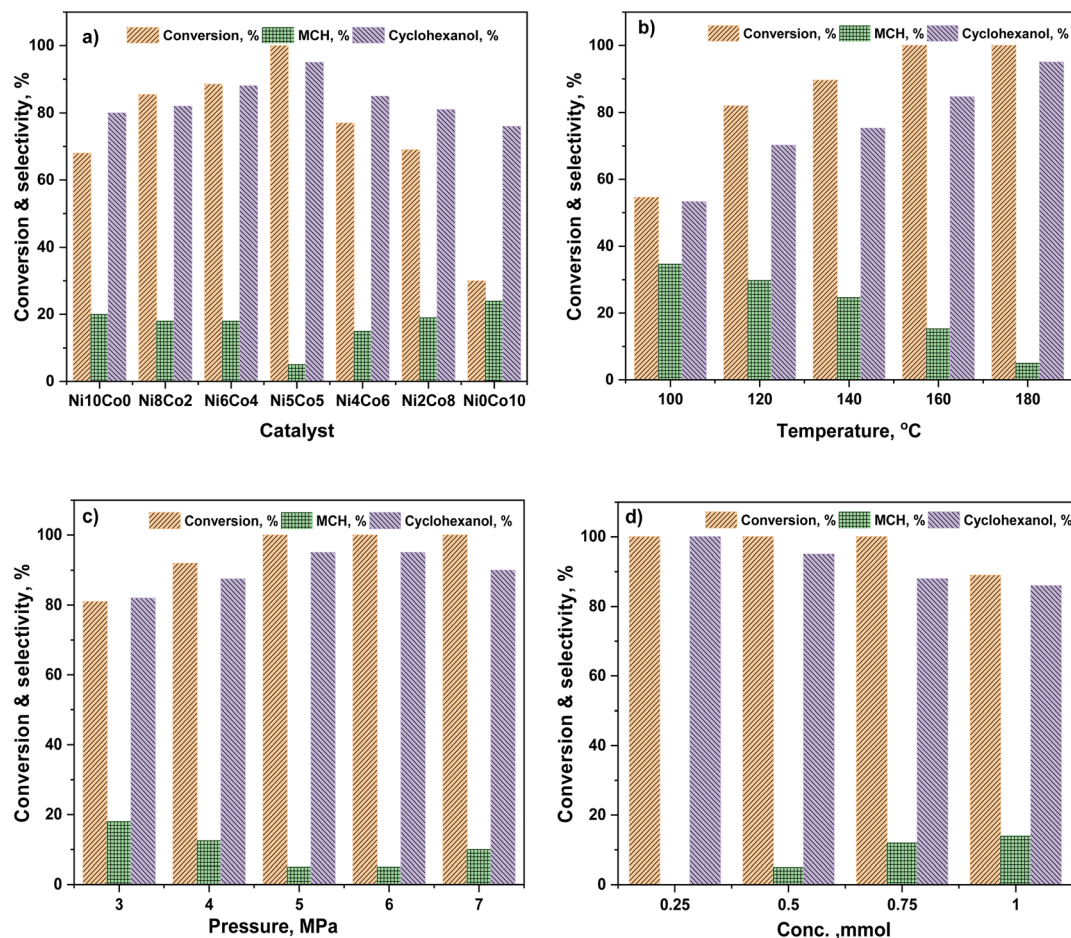 a)
Conversion, % MCH, % Cyclohexanol, %
Conversion & selectivity, %
100
80
60
40
20
0
Ni10Co0 Ni8Co2 Ni6Co4 Ni5Co5 Ni4Co6 Ni2Co8 Ni0Co10
Catalyst
b)
Conversion, % MCH, % Cyclohexanol, %
Conversion & selectivity, %
100
80
60
40
20
0
100 120 140 160 180
Temperature, °C
c)
Conversion, % MCH, % Cyclohexanol, %
Conversion & selectivity, %
100
80
60
40
20
0
3 4 5 6 7
Pressure, MPa
d)
Conversion, % MCH, % Cyclohexanol, %
Conversion & selectivity, %
100
80
60
40
20
0
0.25 0.5 0.75 1
Conc. ,mmol